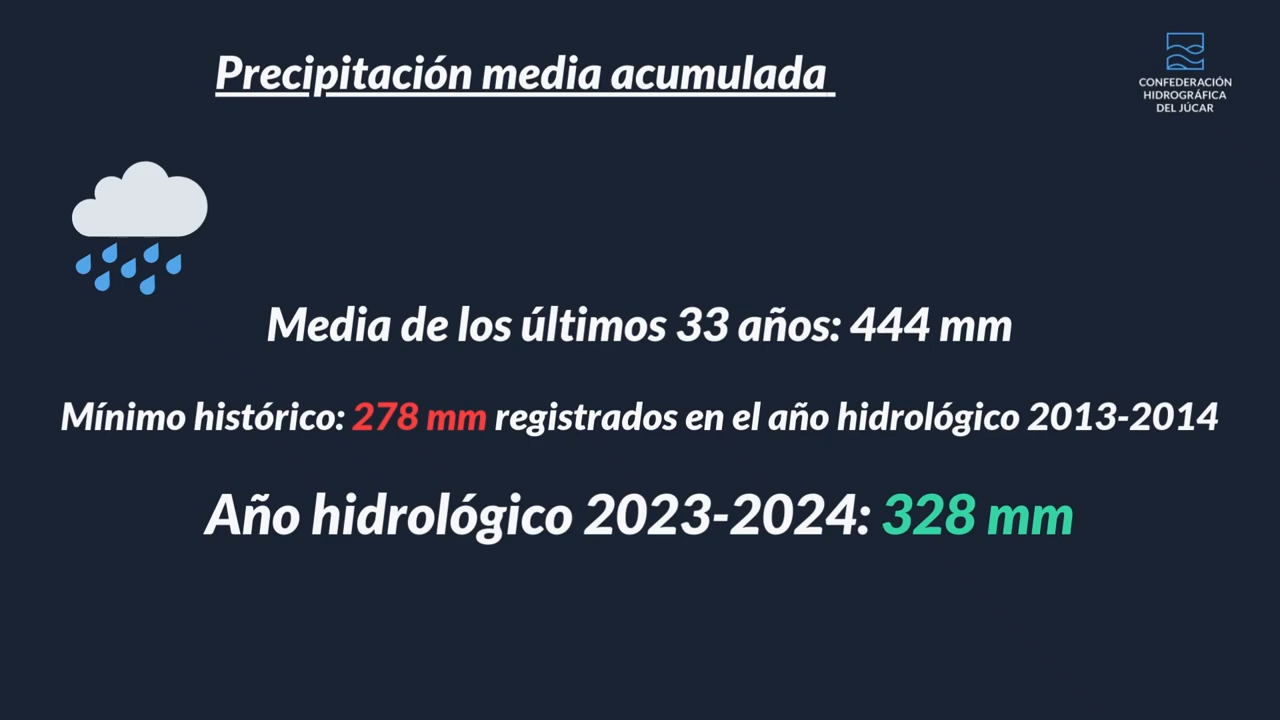 Precipitación media acumulada
CONFEDERACIÓN
HIDROGRÁFICA
DEL JÚCAR
Media de los últimos 33 años: 444 mm
Mínimo histórico: 278 mm registrados en el año hidrológico 2013-2014
Año hidrológico 2023-2024: 328 mm